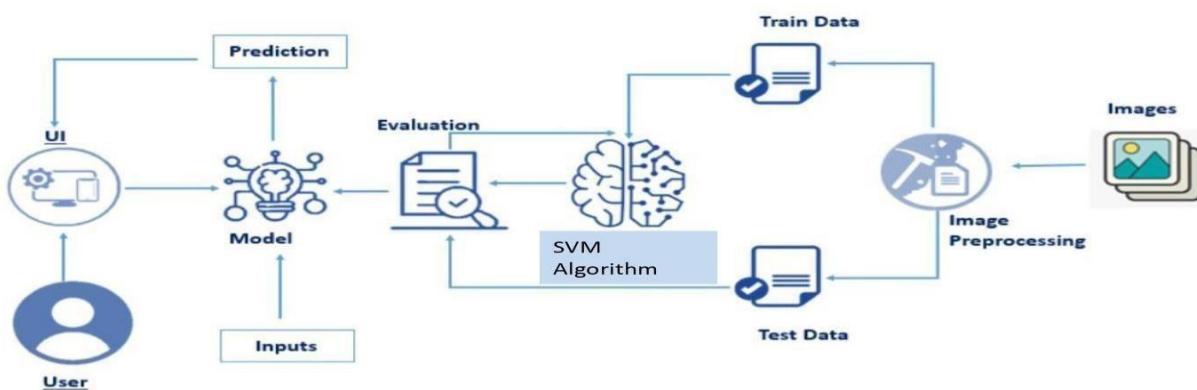 Train Data
Prediction
Images
Evaluation
UI
Model
Image
Preprocessing
SVM
Algorithm
Test Data
Inputs
User